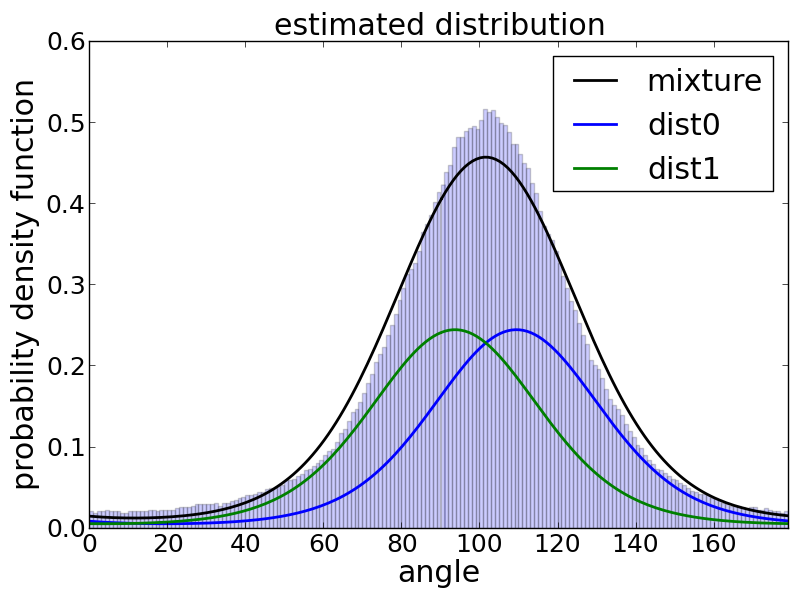 estimated distribution
0.6
0.5
0.4
0.3
0.2
0.1
0.0
probability density function
mixture
dist0
dist1
0 20 40 60 80 100 120 140 160
angle